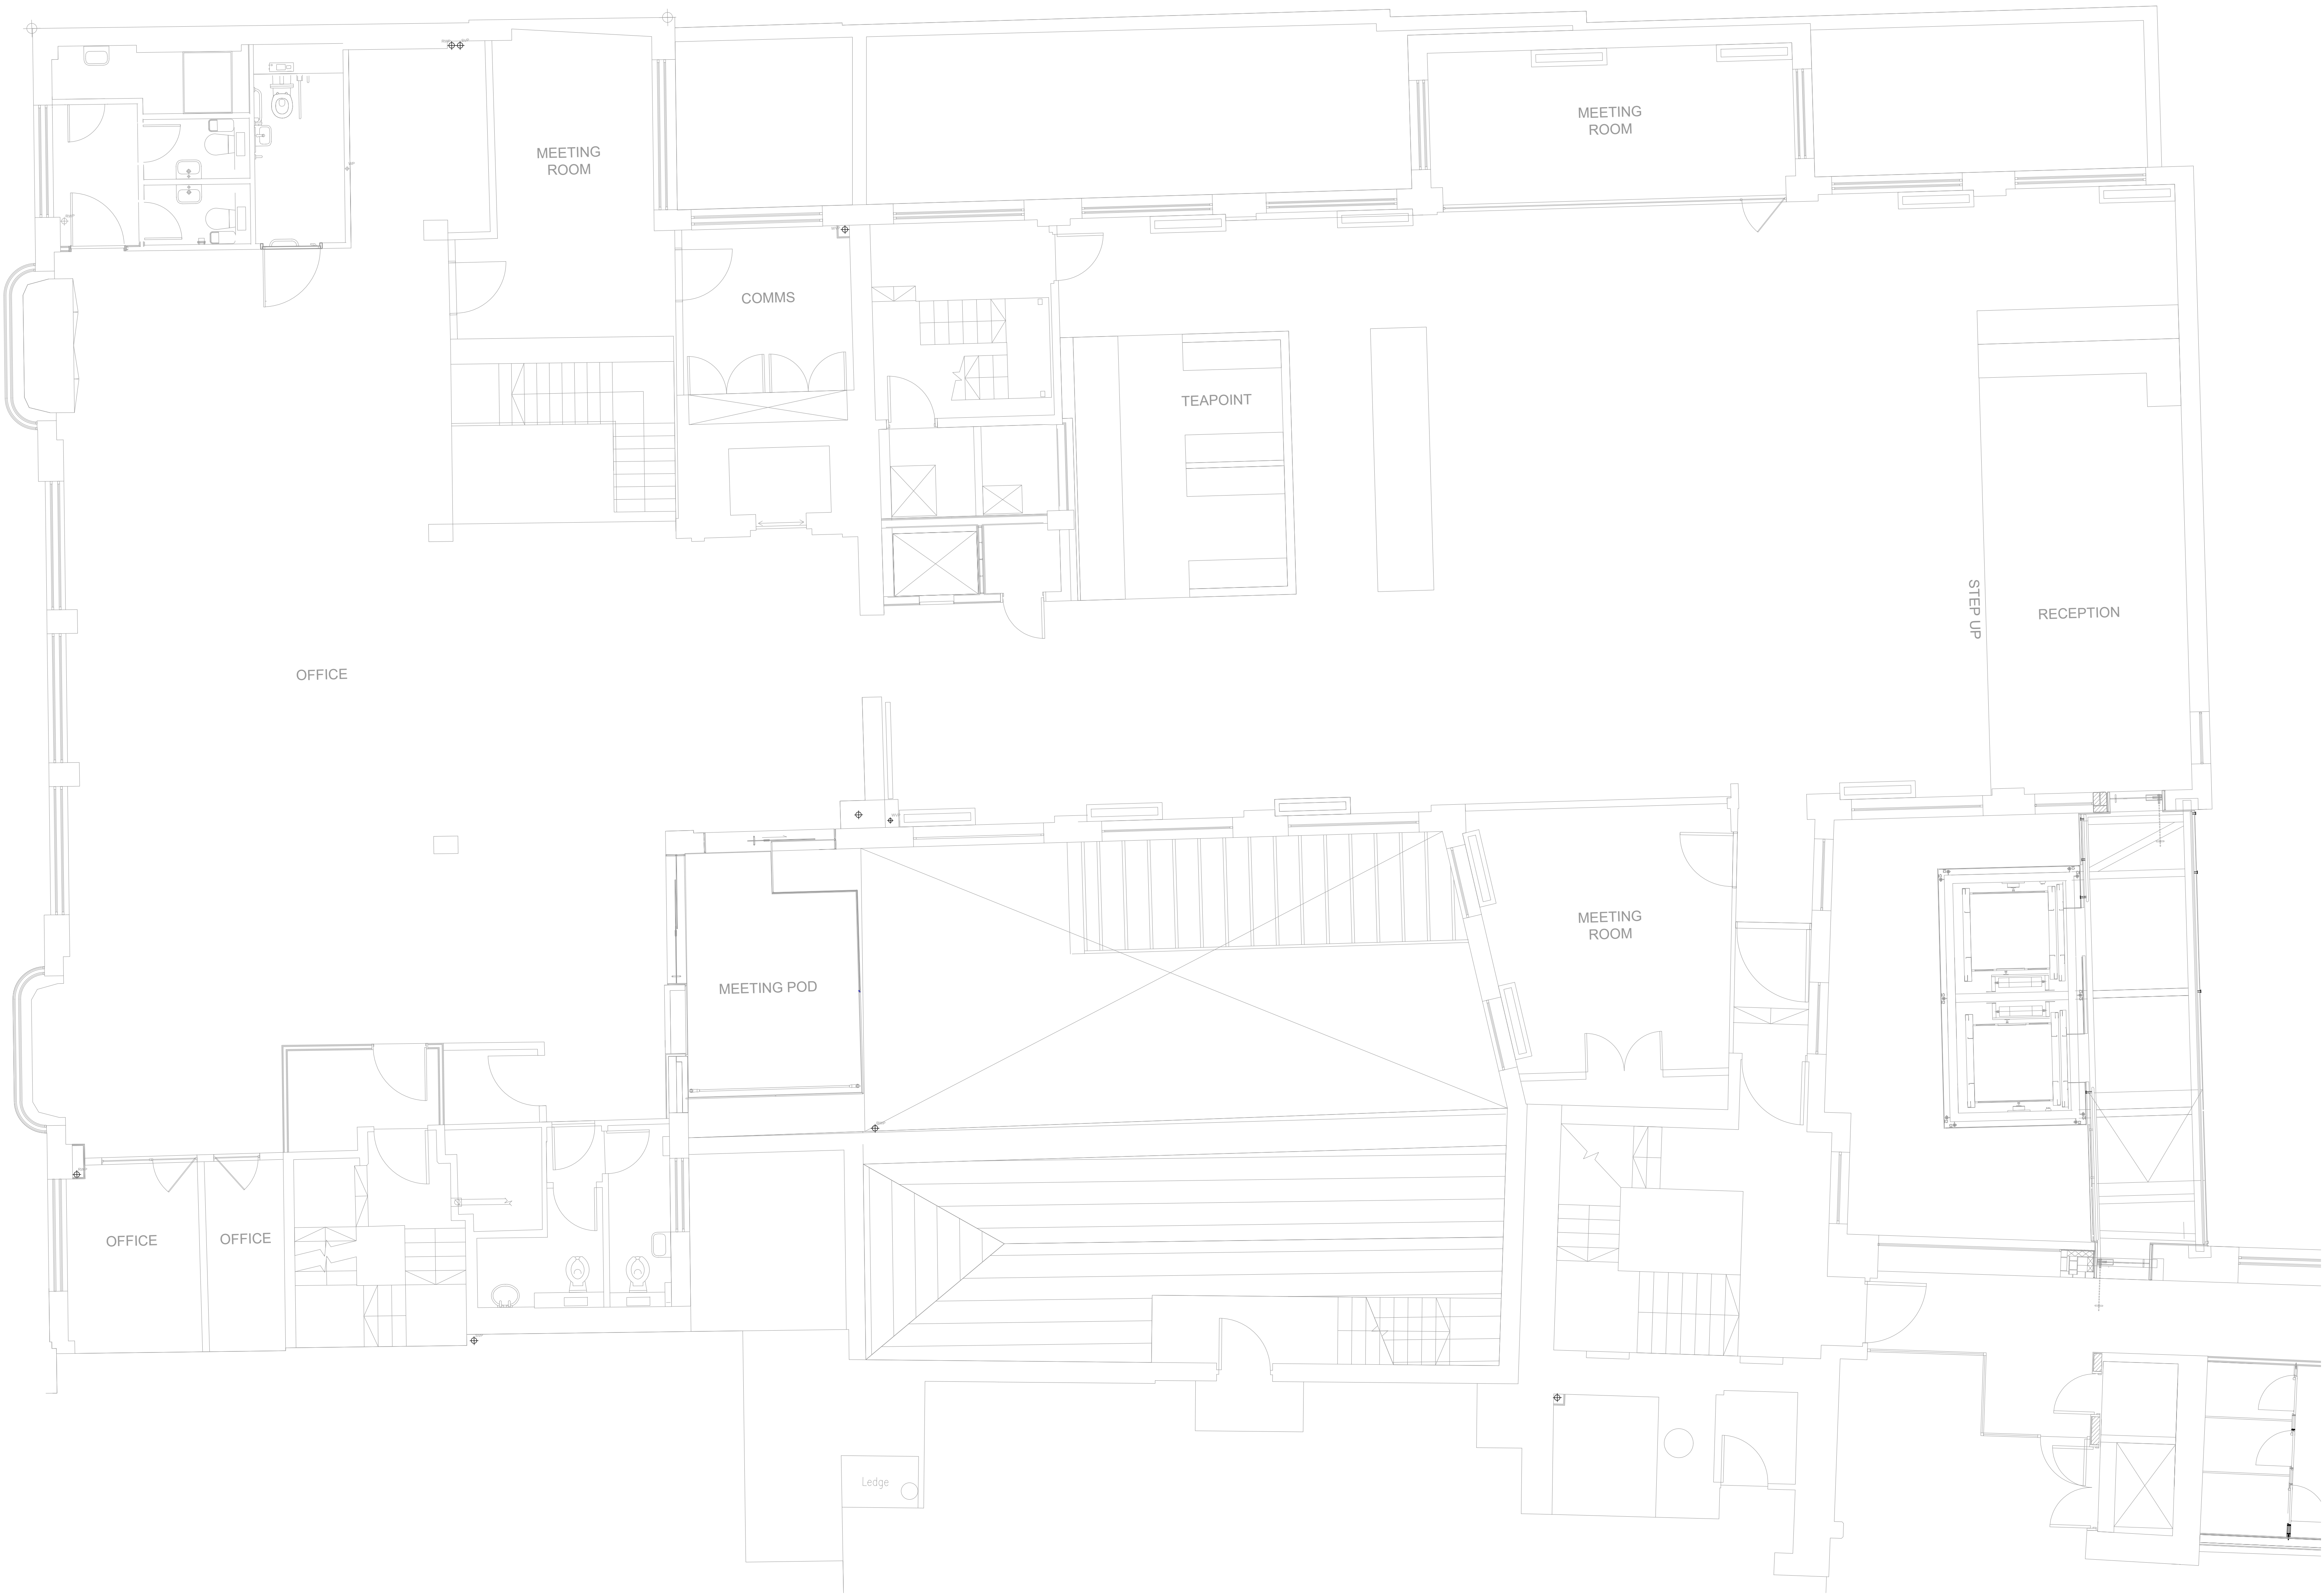 MEETING
ROOM
MEETING
ROOM
COMMS
TEAPOINT
STEP UP
RECEPTION
OFFICE
MEETING
ROOM
MEETING POD
OFFICE
OFFICE
Ledge